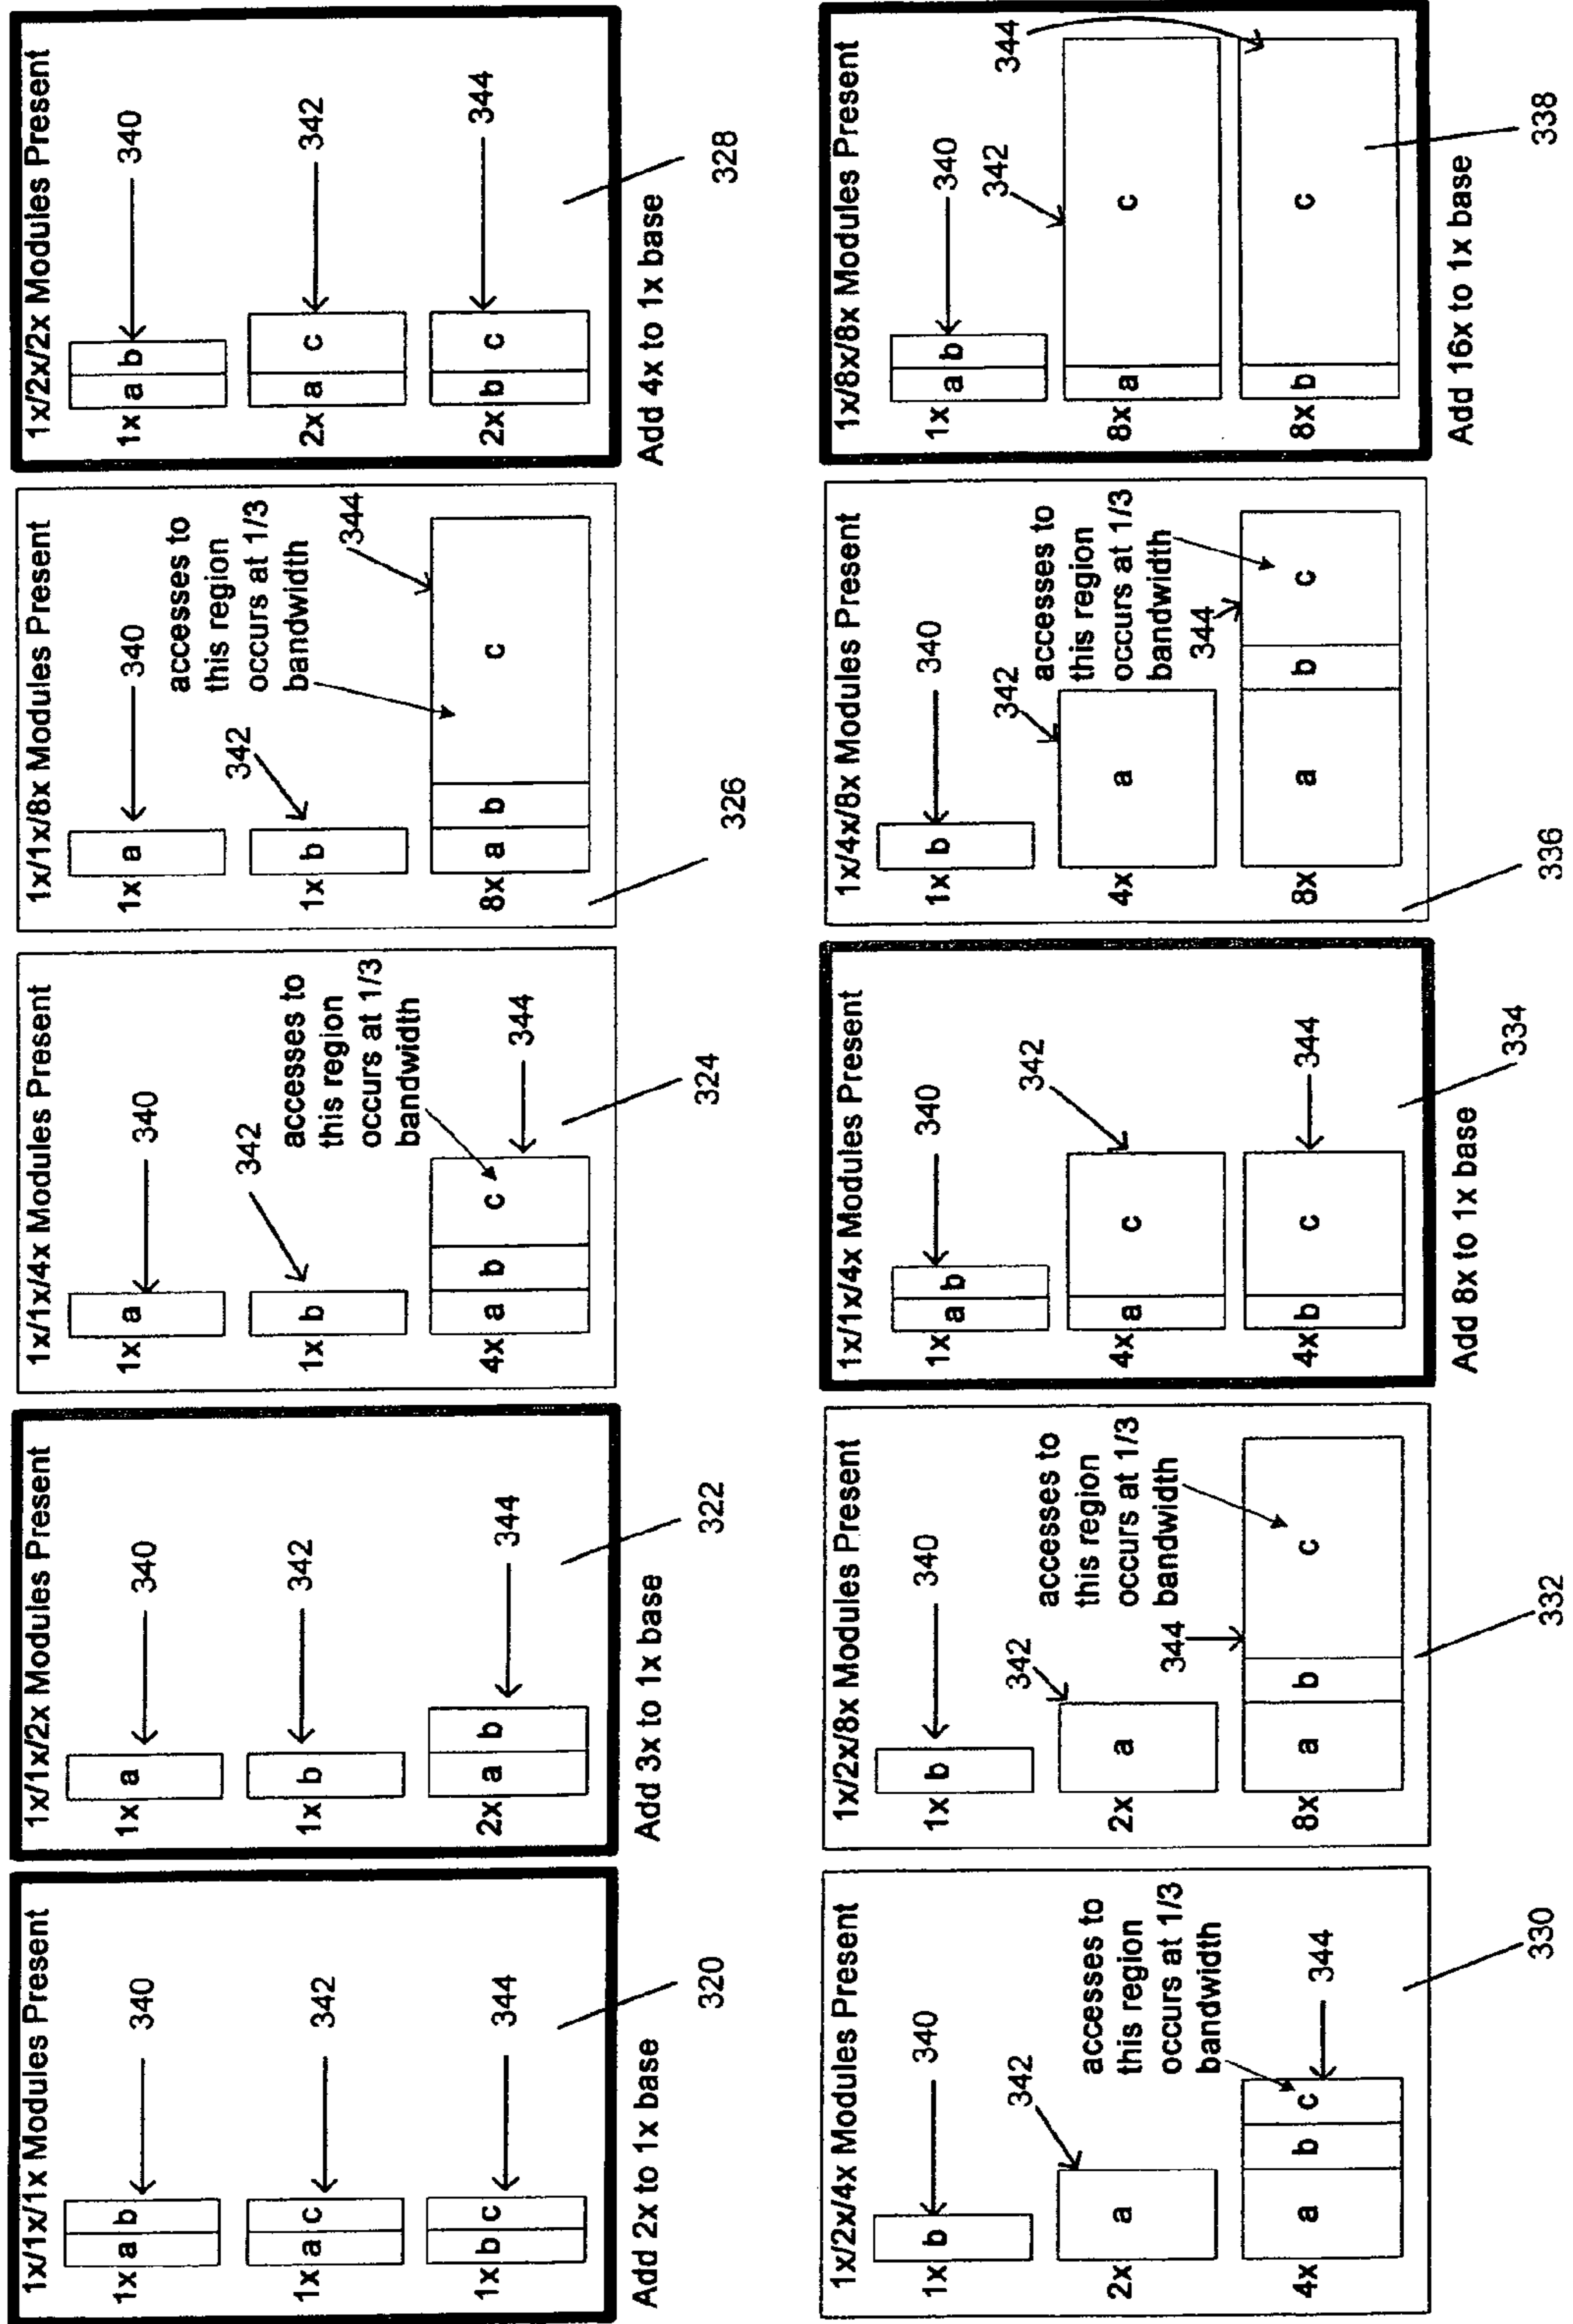 1x/1x/1x Modules Present
340
1x a b
342
1x a c
344
1x b c
320
Add 2x to 1x base
1x/1x/2x Modules Present
340
1x a
342
1x b
344
2x a b
322
Add 3x to 1x base
1x/1x/4x Modules Present
340
1x a
342
1x b
accesses to
this region
occurs at 1/3
bandwidth
344
4x a b c
324
1x/1x/8x Modules Present
340
1x a
342
1x b
accesses to
this region
occurs at 1/3
bandwidth
344
8x a b c
326
1x/2x/2x Modules Present
340
1x a b
342
2x a c
344
2x b c
328
Add 4x to 1x base
1x/2x/4x Modules Present
340
1x b
342
2x a
accesses to
this region
occurs at 1/3
bandwidth
344
4x a b c
330
1x/2x/8x Modules Present
340
1x b
342
2x a
accesses to
this region
occurs at 1/3
bandwidth
344
8x a b c
332
1x/1x/4x Modules Present
340
1x a b
342
4x a c
344
4x b c
334
Add 8x to 1x base
1x/4x/8x Modules Present
340
1x b
342
4x a
accesses to
this region
occurs at 1/3
bandwidth
344
8x a b c
336
1x/8x/8x Modules Present
340
1x a b
342
344
8x a c
8x b c
338
Add 16x to 1x base